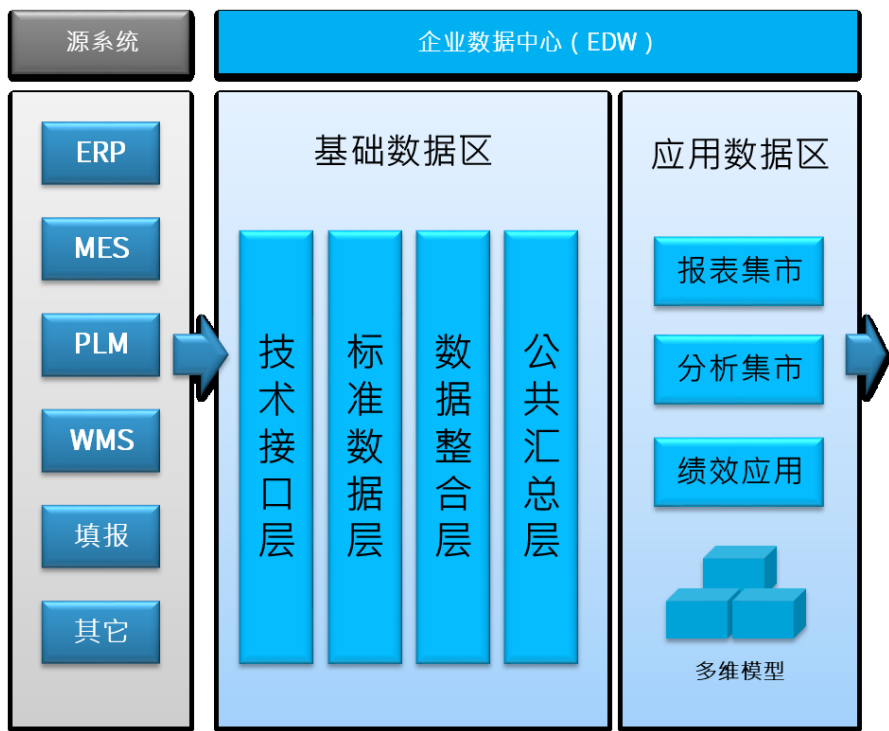 源系统
企业数据中心（EDW）
ERP
MES
PLM
WMS
填报
其它
基础数据区
技术接口层
标准数据层
数据整合层
公共汇总层
应用数据区
报表集市
分析集市
绩效应用
多维模型